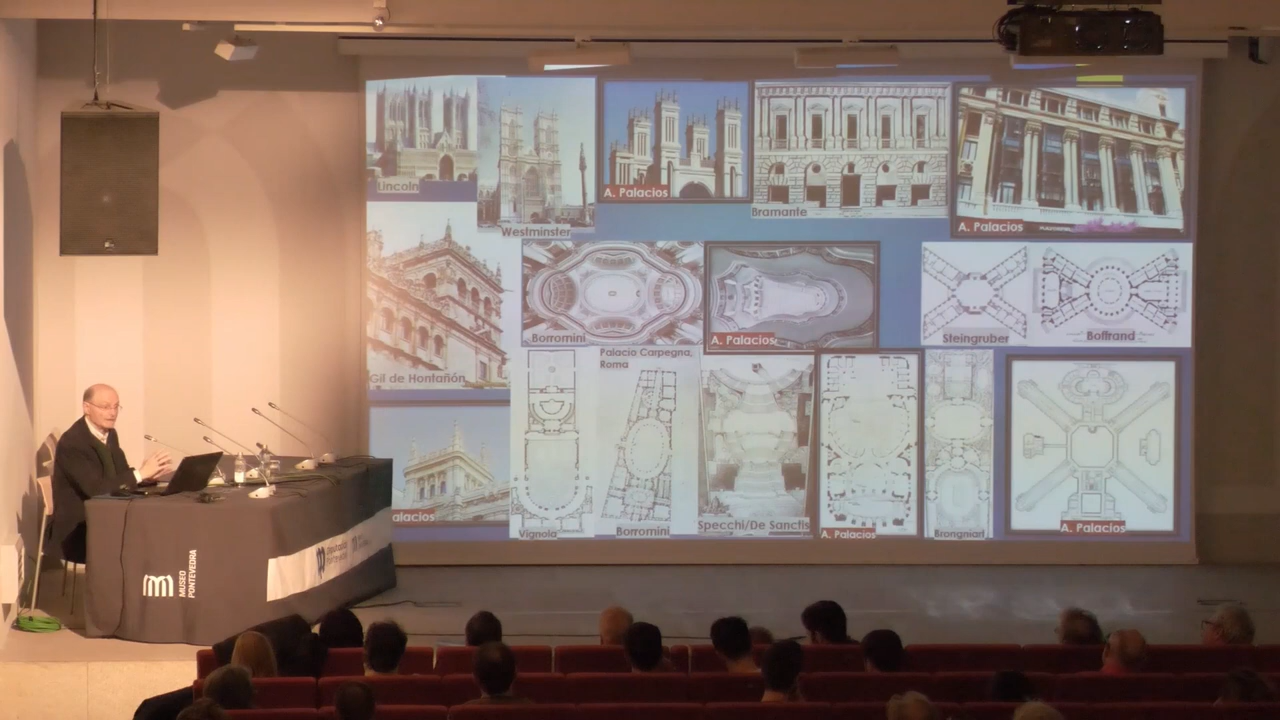 Lincoln
Westminster
A. Palacios
Bramante
A. Palacios
Gil de Hontañón
Borromini
A. Palacios
Steingruber
Boffrand
Palacio Carpegna,
Roma
alacios
Vignola
Borromini
Specchi/De Sanctis
A. Palacios
Brongniart
A. Palacios
MUSEO
PONTEVEDRA